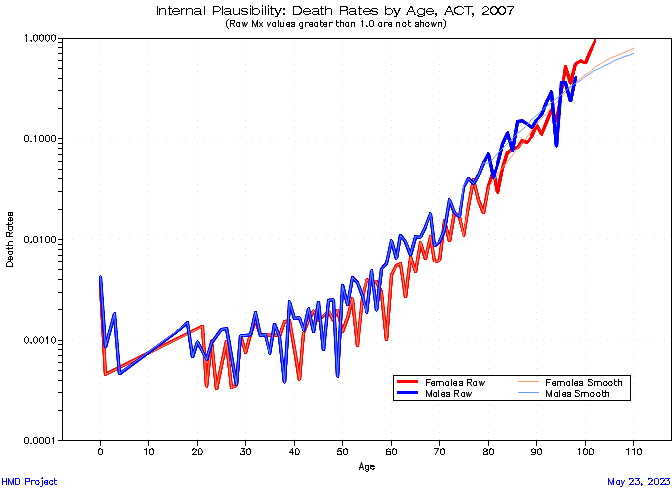 Internal Plausibility: Death Rates by Age, ACT, 2007
(Raw Mx values greater than 1.0 are not shown)
1.0000
0.1000
0.0100
0.0010
0.0001
Death Rates
Females Raw
Females Smooth
Males Raw
Males Smooth
0 10 20 30 40 50 60 70 80 90 100 110
Age
HMD Project
May 23, 2023